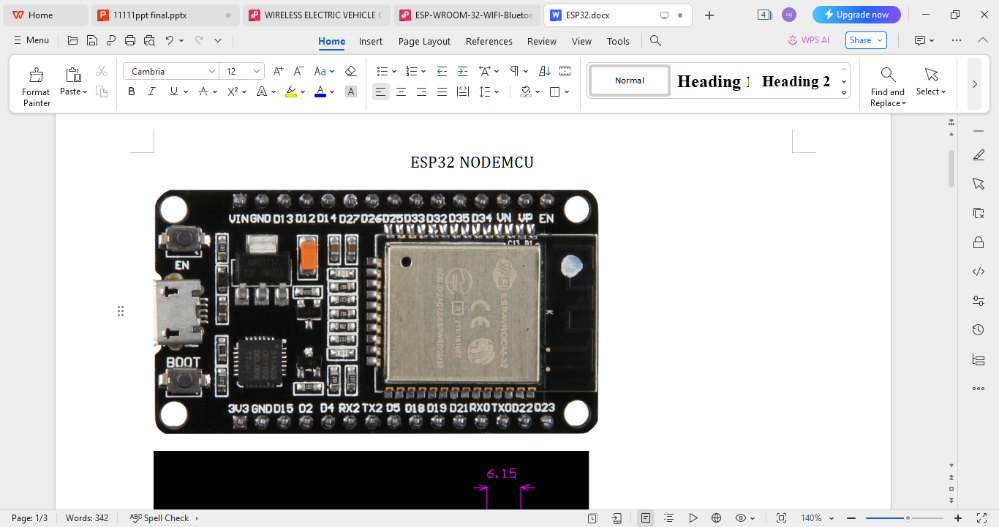 Home
11111ppt final.pptx
WIRELESS ELECTRIC VEHICLE C
ESP-WROOM-32-WIFI-Bluetoo
ESP32.docx
Upgrade now
Menu
Home Insert Page Layout References Review View Tools
WPS AI
Share
Format Painter
Paste
Cambria
12
Normal
Heading 1
Heading 2
Find and Replace
Select
ESP32 NODEMCU
VIN GND D13 D12 D14 D27 D26 D25 D33 D32 D35 D34 VN VP EN
C13 D1
EN
BOOT
3V3 GND D15 D2 D4 RX2 TX2 D5 D18 D19 D21 RX0 TX0 D22 D23
6.15
Page: 1/3 Words: 342 Spell Check
140%